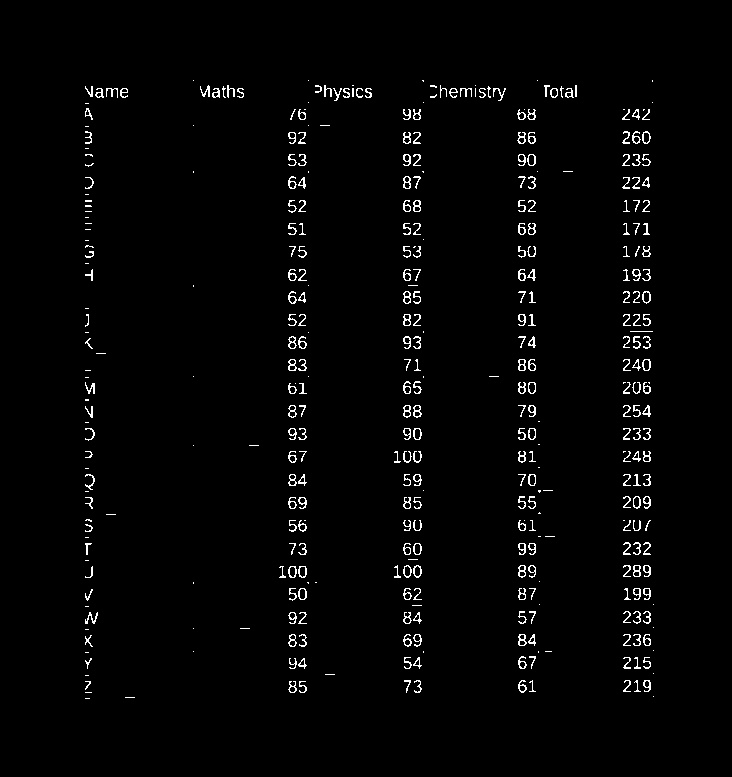 Name Maths Physics Chemistry Total
A 76 98 68 242
B 92 82 86 260
C 53 92 90 235
D 64 87 73 224
E 52 68 52 172
F 51 52 68 171
G 75 53 50 178
H 62 67 64 193
64 85 71 220
J 52 82 91 225
K 86 93 74 253
L 83 71 86 240
M 61 65 80 206
N 87 88 79 254
O 93 90 50 233
P 67 100 81 248
Q 84 59 70 213
R 69 85 55 209
S 56 90 61 207
T 73 60 99 232
U 100 100 89 289
V 50 62 87 199
W 92 84 57 233
X 83 69 84 236
Y 94 54 67 215
Z 85 73 61 219